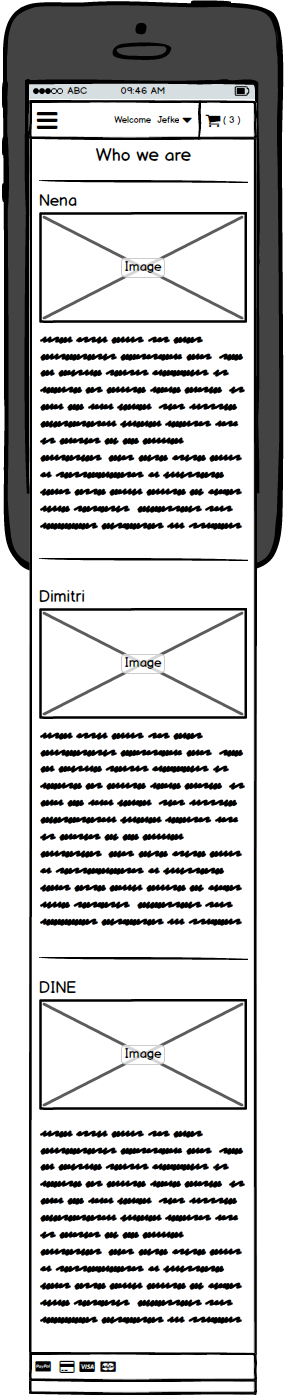 ABC 09:46 AM
Welcome Jefke ( 3 )
Who we are
Nena
Image
Dimitri
Image
DINE
Image
PayPal VISA